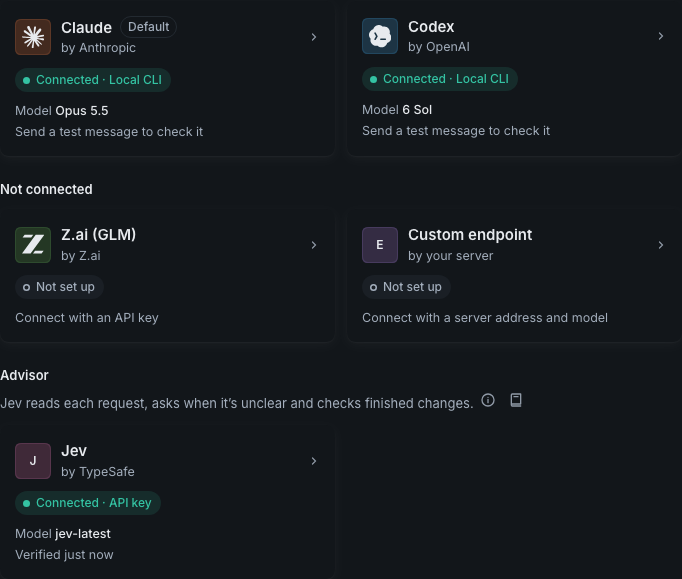 Claude Default
by Anthropic
Connected · Local CLI
Model Opus 5.5
Send a test message to check it
Codex
by OpenAI
Connected · Local CLI
Model 6 Sol
Send a test message to check it
Not connected
Z.ai (GLM)
by Z.ai
Not set up
Connect with an API key
E
Custom endpoint
by your server
Not set up
Connect with a server address and model
Advisor
Jev reads each request, asks when it’s unclear and checks finished changes.
J
Jev
by TypeSafe
Connected · API key
Model jev-latest
Verified just now